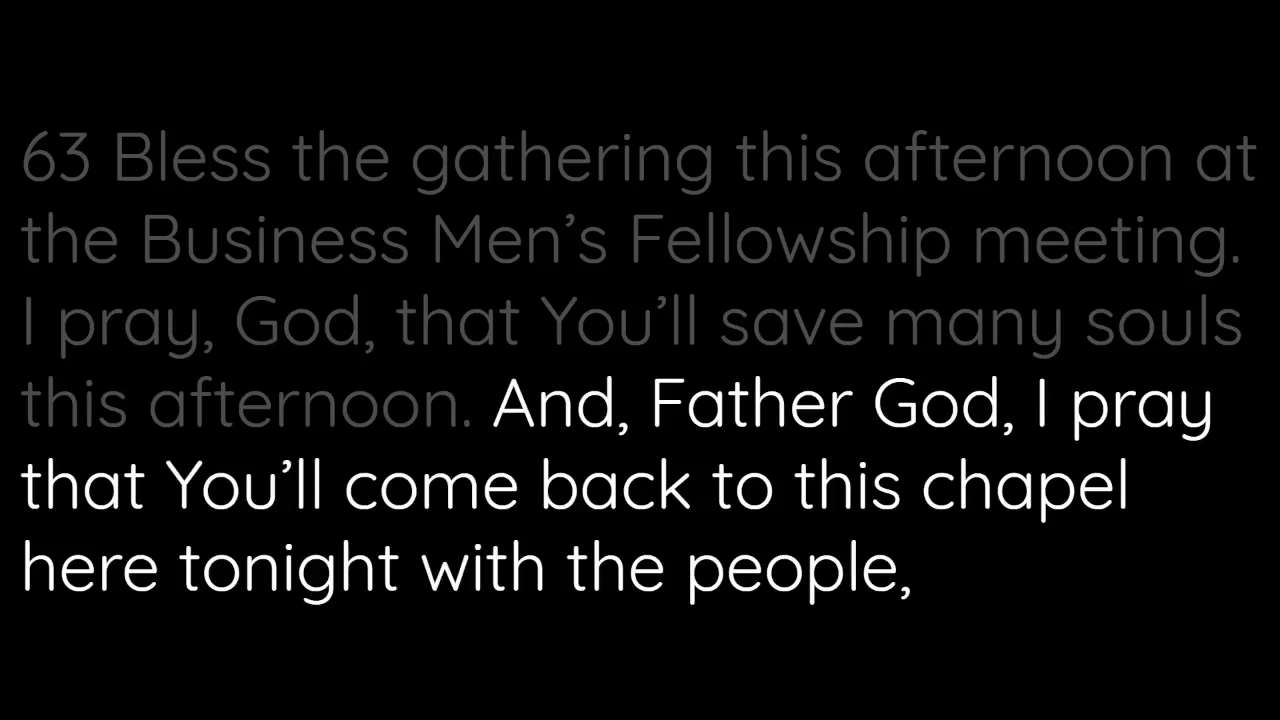 63 Bless the gathering this afternoon at
the Business Men’s Fellowship meeting.
I pray, God, that You’ll save many souls
this afternoon. And, Father God, I pray
that You’ll come back to this chapel
here tonight with the people,